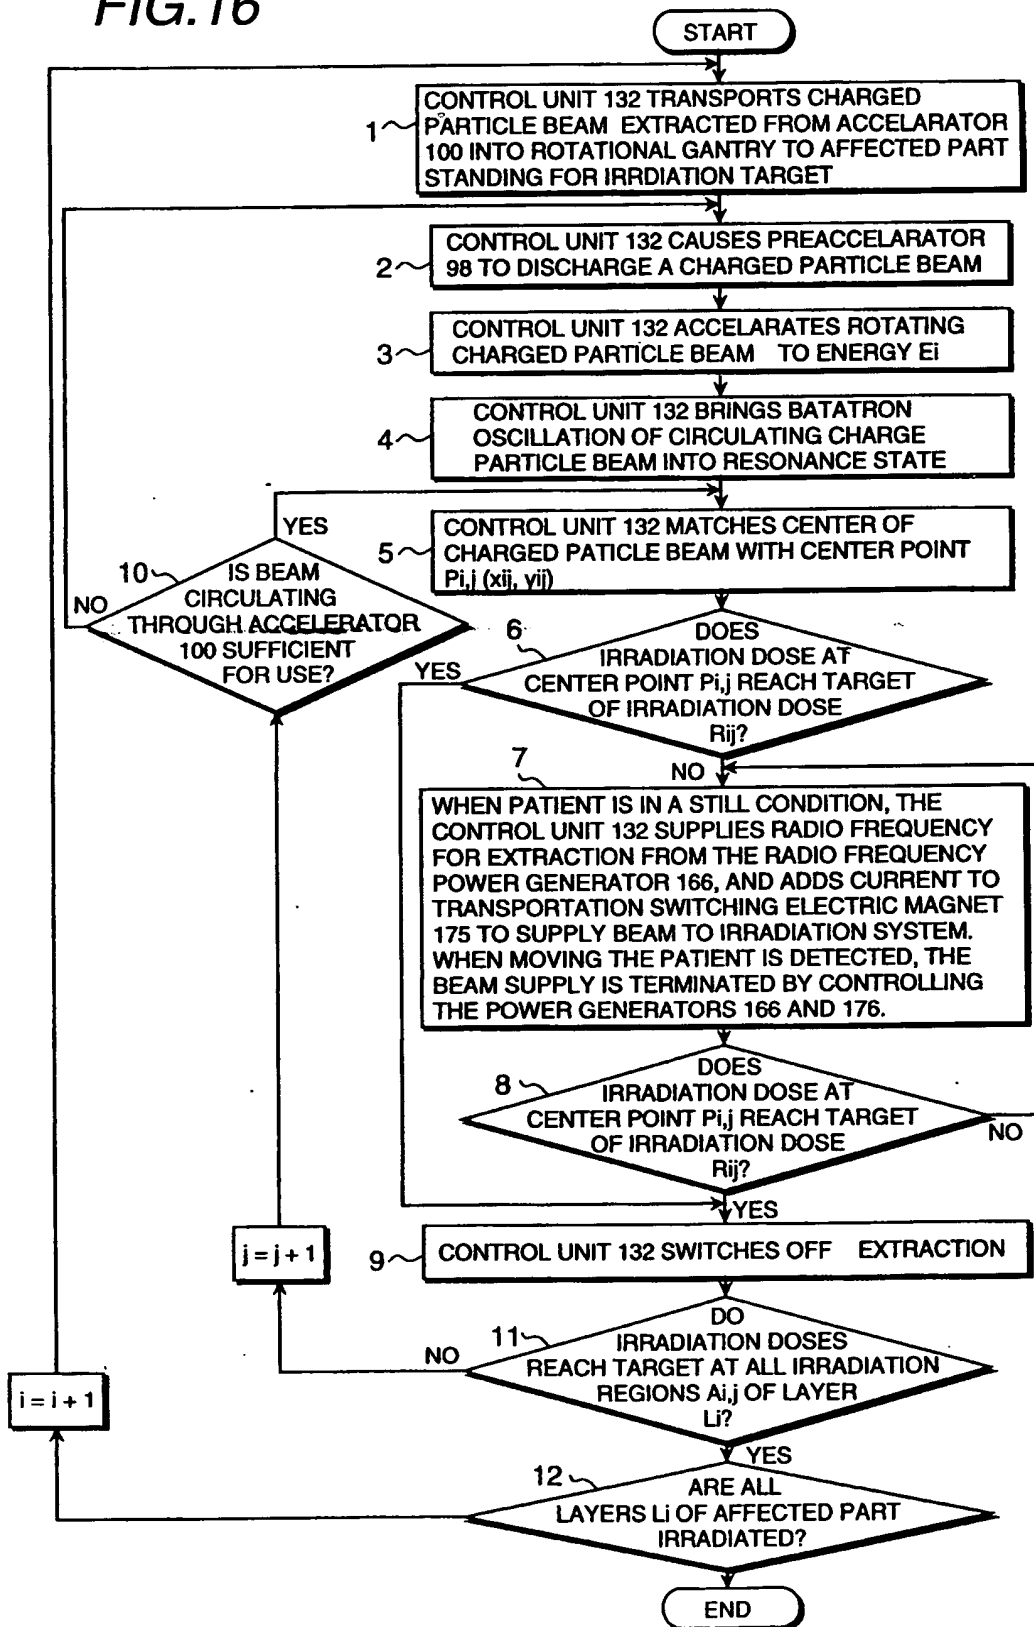 FIG.16
START
1
CONTROL UNIT 132 TRANSPORTS CHARGED
PARTICLE BEAM EXTRACTED FROM ACCELARATOR
100 INTO ROTATIONAL GANTRY TO AFFECTED PART
STANDING FOR IRRDIATION TARGET
2
CONTROL UNIT 132 CAUSES PREACCELARATOR
98 TO DISCHARGE A CHARGED PARTICLE BEAM
3
CONTROL UNIT 132 ACCELARATES ROTATING
CHARGED PARTICLE BEAM TO ENERGY Ei
4
CONTROL UNIT 132 BRINGS BATATRON
OSCILLATION OF CIRCULATING CHARGE
PARTICLE BEAM INTO RESONANCE STATE
5
CONTROL UNIT 132 MATCHES CENTER OF
CHARGED PATICLE BEAM WITH CENTER POINT
Pi,j (xij, yij)
YES
10
NO
IS BEAM
CIRCULATING
THROUGH ACCELERATOR
100 SUFFICIENT
FOR USE?
6
YES
DOES
IRRADIATION DOSE AT
CENTER POINT Pi,j REACH TARGET
OF IRRADIATION DOSE
Rij?
NO
7
WHEN PATIENT IS IN A STILL CONDITION, THE
CONTROL UNIT 132 SUPPLIES RADIO FREQUENCY
FOR EXTRACTION FROM THE RADIO FREQUENCY
POWER GENERATOR 166, AND ADDS CURRENT TO
TRANSPORTATION SWITCHING ELECTRIC MAGNET
175 TO SUPPLY BEAM TO IRRADIATION SYSTEM.
WHEN MOVING THE PATIENT IS DETECTED, THE
BEAM SUPPLY IS TERMINATED BY CONTROLLING
THE POWER GENERATORS 166 AND 176.
8
DOES
IRRADIATION DOSE AT
CENTER POINT Pi,j REACH TARGET
OF IRRADIATION DOSE
Rij?
NO
YES
9
CONTROL UNIT 132 SWITCHES OFF EXTRACTION
j = j + 1
11
NO
DO
IRRADIATION DOSES
REACH TARGET AT ALL IRRADIATION
REGIONS Ai,j OF LAYER
Li?
YES
i = i + 1
12
ARE ALL
LAYERS Li OF AFFECTED PART
IRRADIATED?
END